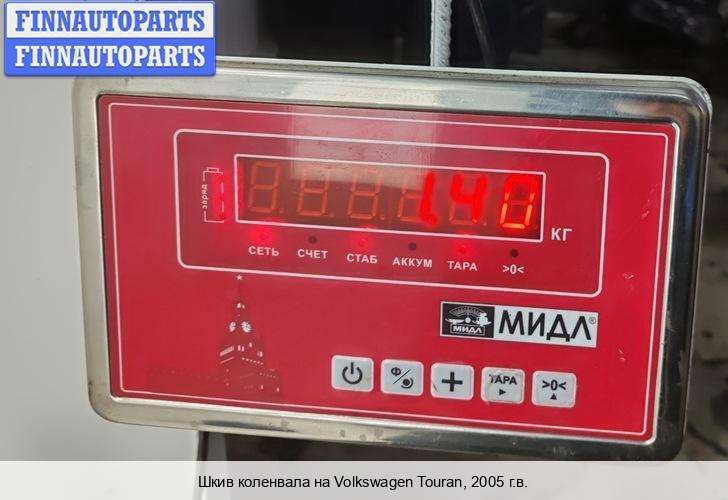 FINNAUTOPARTS
FINNAUTOPARTS
заряд
1.40
КГ
СЕТЬ СЧЕТ СТАБ АККУМ ТАРА >0<
МИДЛ
МИДЛ®
Ф/ + ТАРА >0<
Шкив коленвала на Volkswagen Touran, 2005 г.в.